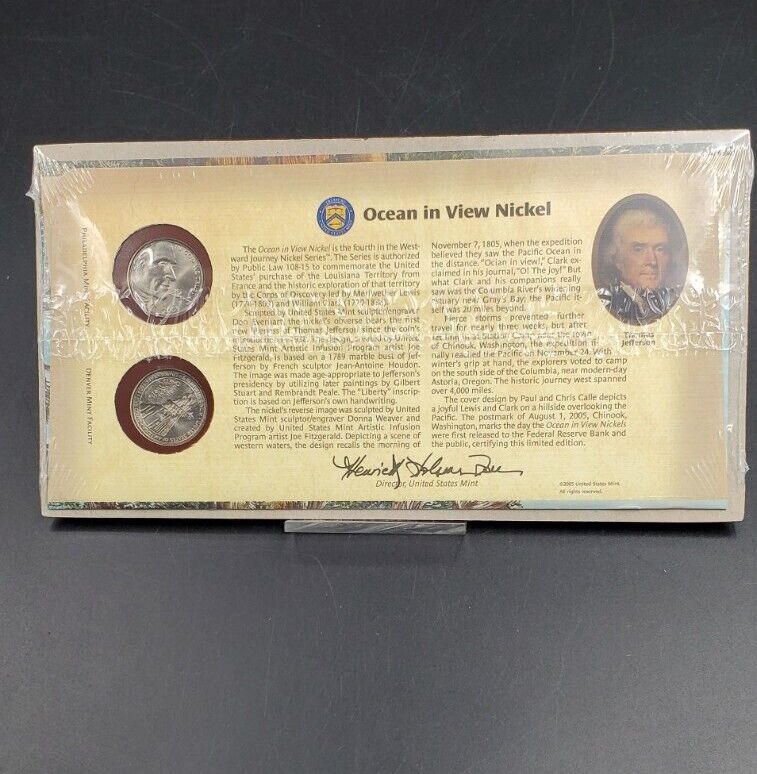 Ocean in View Nickel
PHILADELPHIA MINT FACILITY
DENVER MINT FACILITY
The Ocean in View Nickel is the fourth in the West-
ward Journey Nickel Series™. The Series is authorized
by Public Law 108-15 to commemorate the United
States' purchase of the Louisiana Territory from
France and the historic exploration of that territory
by the Corps of Discovery led by Meriwether
Lewis and William Clark
Sculpted by United States Mint sculptor/engraver
Don Everhart, the nickel's obverse bears the first
new likeness of Thomas Jefferson since the coin's
introduction in 1938. The
States Mint Artistic Infusion Program artist Joe
Fitzgerald, is based on a 1789 marble bust of Jef-
ferson by French sculptor Jean-Antoine Houdon.
The image was made age-appropriate to Jefferson's
presidency by utilizing later paintings by Gilbert
Stuart and Rembrandt Peale. The "Liberty" inscrip-
tion is based on Jefferson's own handwriting.
The nickel's reverse image was sculpted by United
States Mint sculptor/engraver Donna Weaver and
created by United States Mint Artistic Infusion
Program artist Joe Fitzgerald. Depicting a scene of
western waters, the design recalls the morning of
November 7, 1805, when the expedition
believed they saw the Pacific Ocean in
the distance. "Ocian in view!," Clark ex-
claimed in his journal, "O! The Joy!" But
what Clark and his companions really
saw was the Columbia River's widening
estuary near Gray's Bay; the Pacific it-
self was 20 miles beyond.
Fierce storms prevented further
travel for nearly three weeks, but after
of Chinook, Washington, the expedition fi-
nally reached the Pacific on November 24. With
winter's grip at hand, the explorers voted to camp
on the south side of the Columbia, near modern-day
Astoria, Oregon. The historic journey west spanned
over 4,000 miles.
The cover design by Paul and Chris Calle depicts
a joyful Lewis and Clark on a hillside overlooking the
Pacific. The postmark of August 1, 2005, Chinook,
Washington, marks the day the Ocean in View Nickels
were first released to the Federal Reserve Bank and
the public, certifying this limited edition.
Thomas
Jefferson
Director, United States Mint
©2005 United States Mint.
All rights reserved.